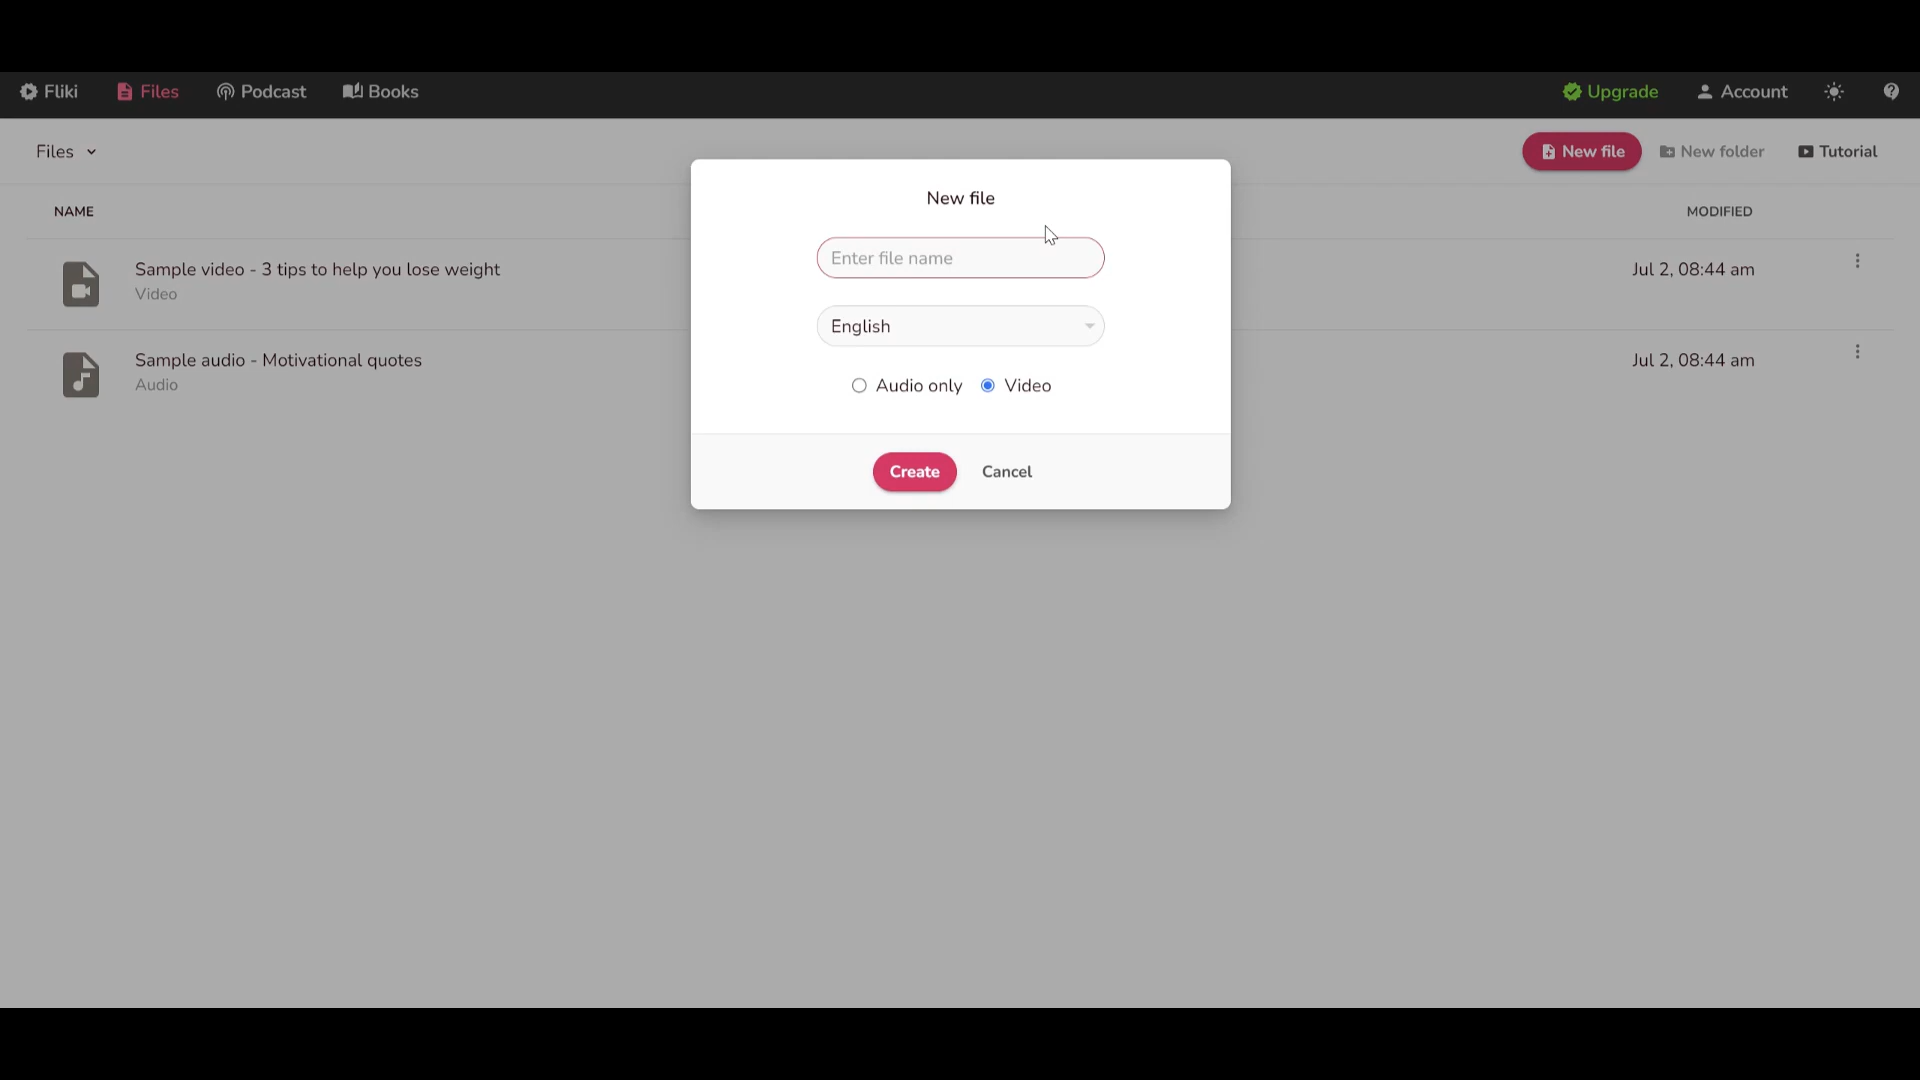 Fliki Files Podcast Books Upgrade Account
Files New file New folder Tutorial
NAME MODIFIED
Sample video - 3 tips to help you lose weight Jul 2, 08:44 am
Video
Sample audio - Motivational quotes Jul 2, 08:44 am
Audio
New file
Enter file name
English
Audio only Video
Create Cancel